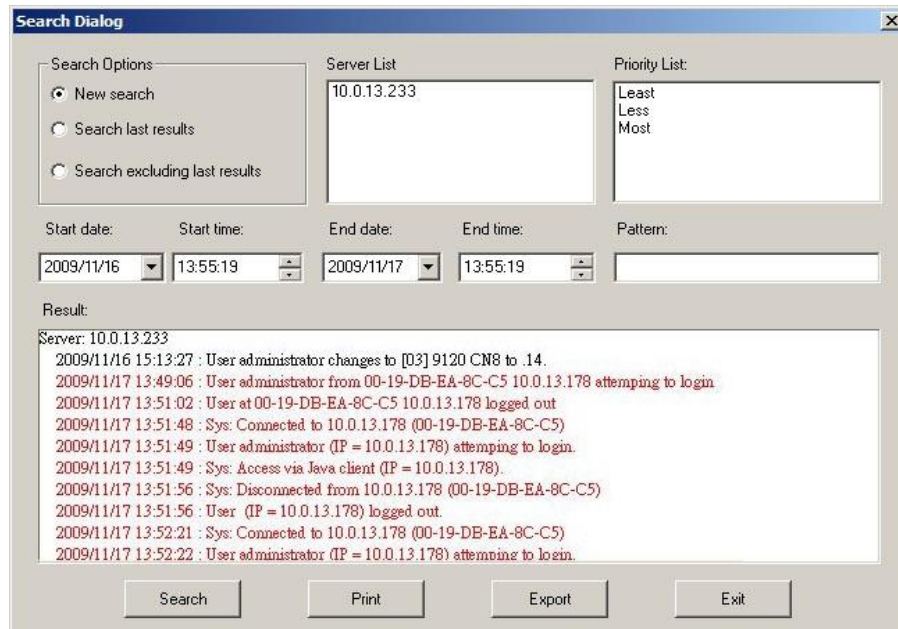 Search Dialog
Search Options
New search
Search last results
Search excluding last results
Server List
10.0.13.233
Priority List:
Least
Less
Most
Start date:
Start time:
End date:
End time:
Pattern:
2009/11/16
13:55:19
2009/11/17
13:55:19
Result:
Server: 10.0.13.233
2009/11/16 15:13:27 : User administrator changes to [03] 9120 CN8 to .14.
2009/11/17 13:49:06 : User administrator from 00-19-DB-EA-8C-C5 10.0.13.178 attemping to login
2009/11/17 13:51:02 : User at 00-19-DB-EA-8C-C5 10.0.13.178 logged out
2009/11/17 13:51:48 : Sys: Connected to 10.0.13.178 (00-19-DB-EA-8C-C5)
2009/11/17 13:51:49 : User administrator (IP = 10.0.13.178) attemping to login.
2009/11/17 13:51:49 : Sys: Access via Java client (IP = 10.0.13.178).
2009/11/17 13:51:56 : Sys: Disconnected from 10.0.13.178 (00-19-DB-EA-8C-C5)
2009/11/17 13:51:56 : User (IP = 10.0.13.178) logged out.
2009/11/17 13:52:21 : Sys: Connected to 10.0.13.178 (00-19-DB-EA-8C-C5)
2009/11/17 13:52:22 : User administrator (IP = 10.0.13.178) attemping to login.
Search
Print
Export
Exit